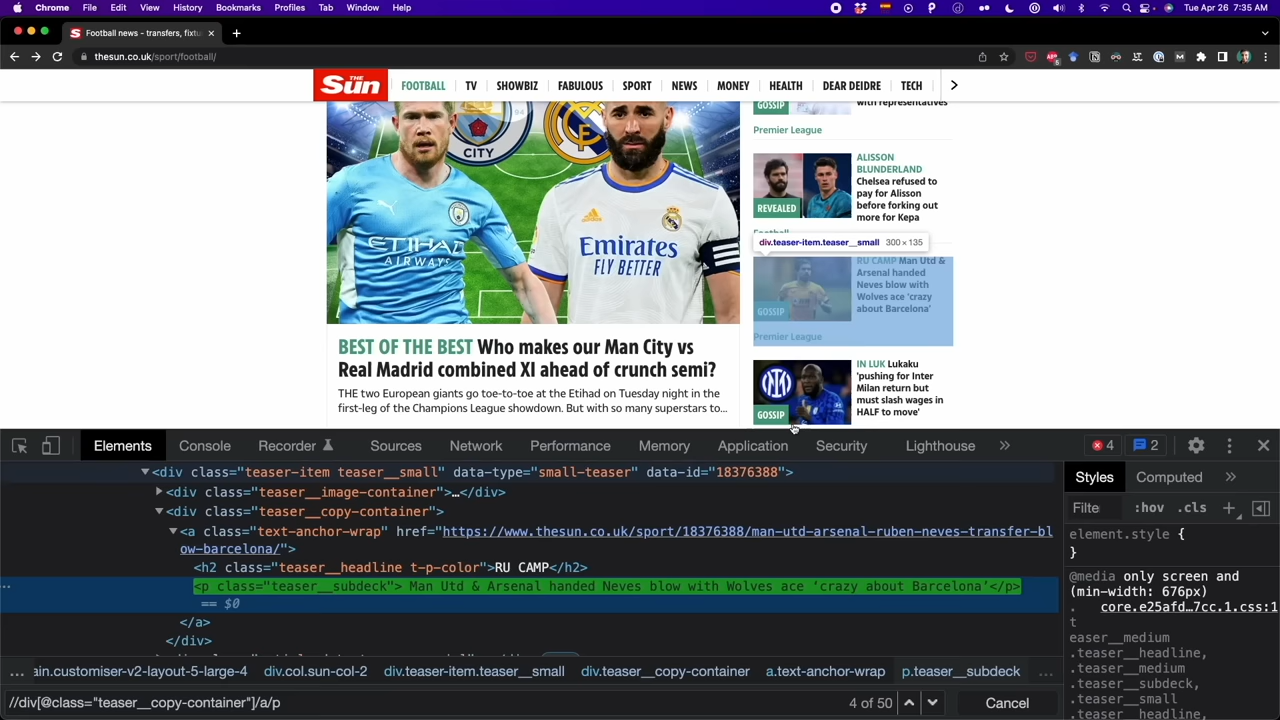 Chrome File Edit View History Bookmarks Profiles Tab Window Help Tue Apr 26 7:35 AM
Football news - transfers, fixtu
thesun.co.uk/sport/football/
THE Sun
FOOTBALL TV SHOWBIZ FABULOUS SPORT NEWS MONEY HEALTH DEAR DEIDRE TECH
CITY
94
ETIHAD
AIRWAYS
Emirates
FLY BETTER
BEST OF THE BEST Who makes our Man City vs
Real Madrid combined XI ahead of crunch semi?
THE two European giants go toe-to-toe at the Etihad on Tuesday night in the
first-leg of the Champions League showdown. But with so many superstars to...
GOSSIP
with representatives
Premier League
REVEALED
ALISSON
BLUNDERLAND
Chelsea refused to
pay for Alisson
before forking out
more for Kepa
Football
div.teaser-item.teaser__small 300 × 135
GOSSIP
RU CAMP Man Utd &
Arsenal handed
Neves blow with
Wolves ace 'crazy
about Barcelona'
Premier League
GOSSIP
IN LUK Lukaku
'pushing for Inter
Milan return but
must slash wages
in HALF to move'
Elements Console Recorder Sources Network Performance Memory Application Security Lighthouse » 4 2
<div class="teaser-item teaser__small" data-type="small-teaser" data-id="18376388">
<div class="teaser__image-container">…</div>
<div class="teaser__copy-container">
<a class="text-anchor-wrap" href="https://www.thesun.co.uk/sport/18376388/man-utd-arsenal-ruben-neves-transfer-bl
ow-barcelona/">
<h2 class="teaser__headline t-p-color">RU CAMP</h2>
<p class="teaser__subdeck"> Man Utd & Arsenal handed Neves blow with Wolves ace ‘crazy about Barcelona’</p>
== $0
</a>
</div>
... ain.customiser-v2-layout-5-large-4 div.col.sun-col-2 div.teaser-item.teaser__small div.teaser__copy-container a.text-anchor-wrap p.teaser__subdeck ...
//div[@class="teaser__copy-container"]/a/p 4 of 50 Cancel
Styles Computed »
Filte :hov .cls +
element.style {
}
@media only screen and
(min-width: 676px)
. core.e25afd…7cc.1.css:1
t
easer__medium
.teaser__headline,
.teaser__medium
.teaser__subdeck,
.teaser__small
.teaser__headline,